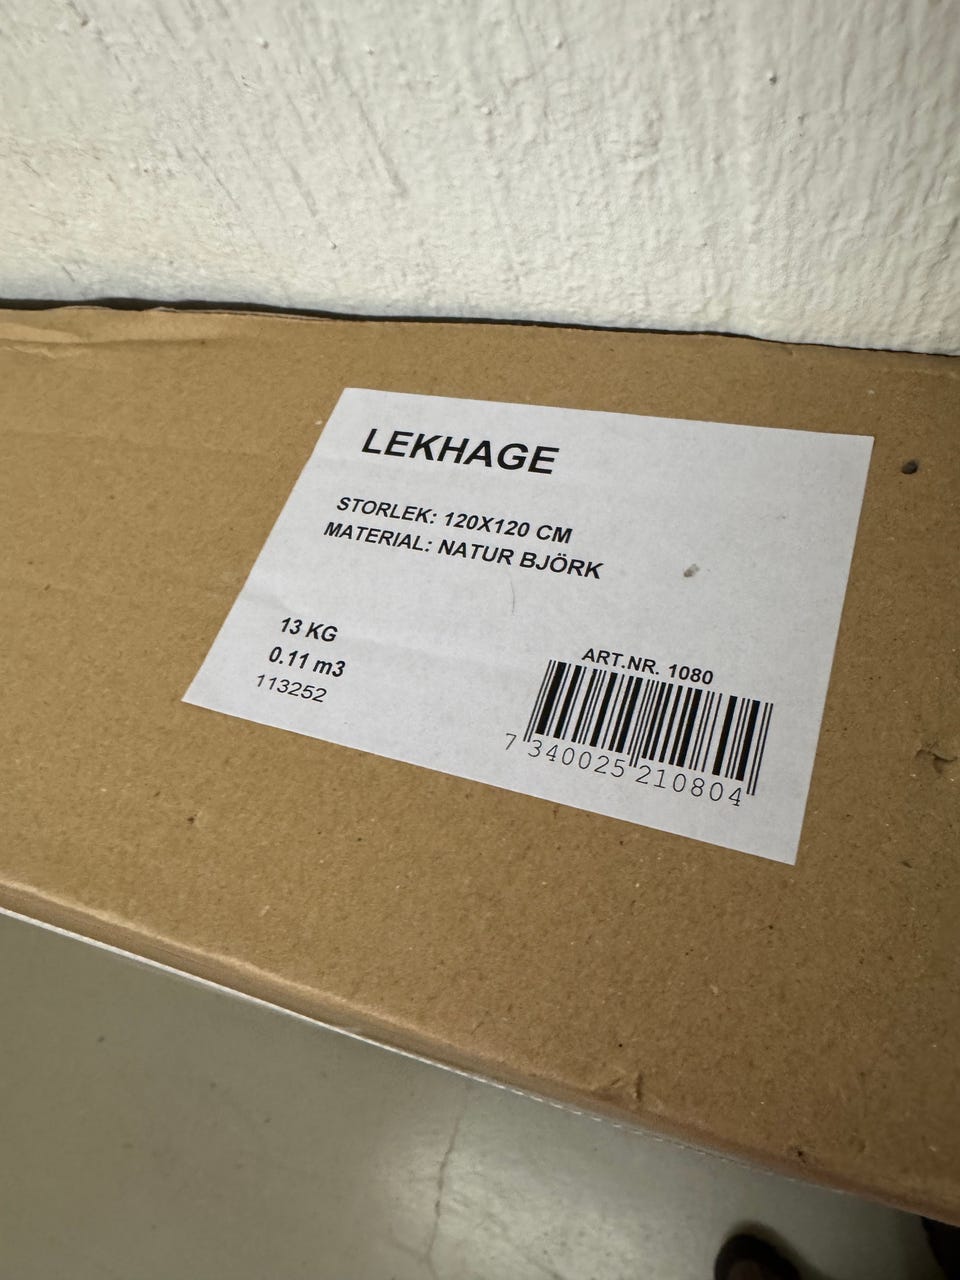 LEKHAGE
STORLEK: 120X120 CM
MATERIAL: NATUR BJÖRK
13 KG
0.11 m3
113252
ART.NR. 1080
7 340025 210804